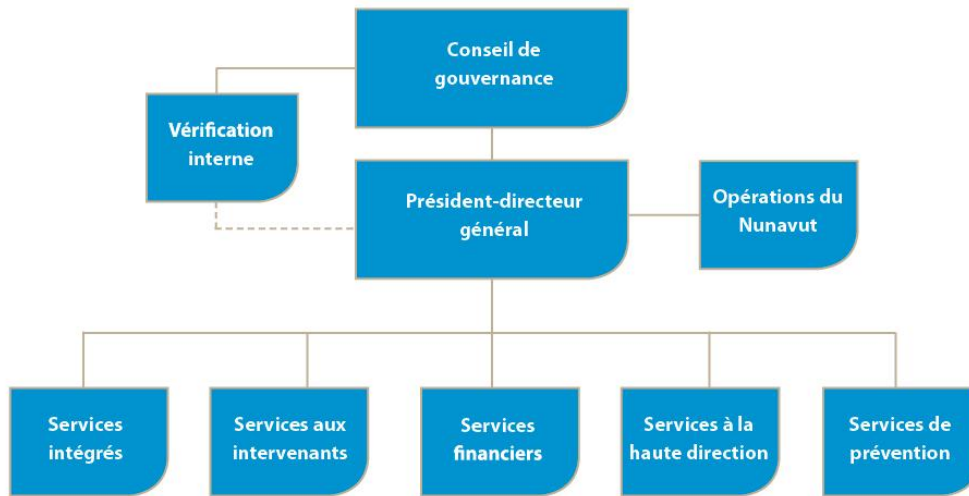 Conseil de
gouvernance
Vérification
interne
Président-directeur
général
Opérations du
Nunavut
Services
intégrés
Services aux
intervenants
Services
financiers
Services à la
haute direction
Services de
prévention